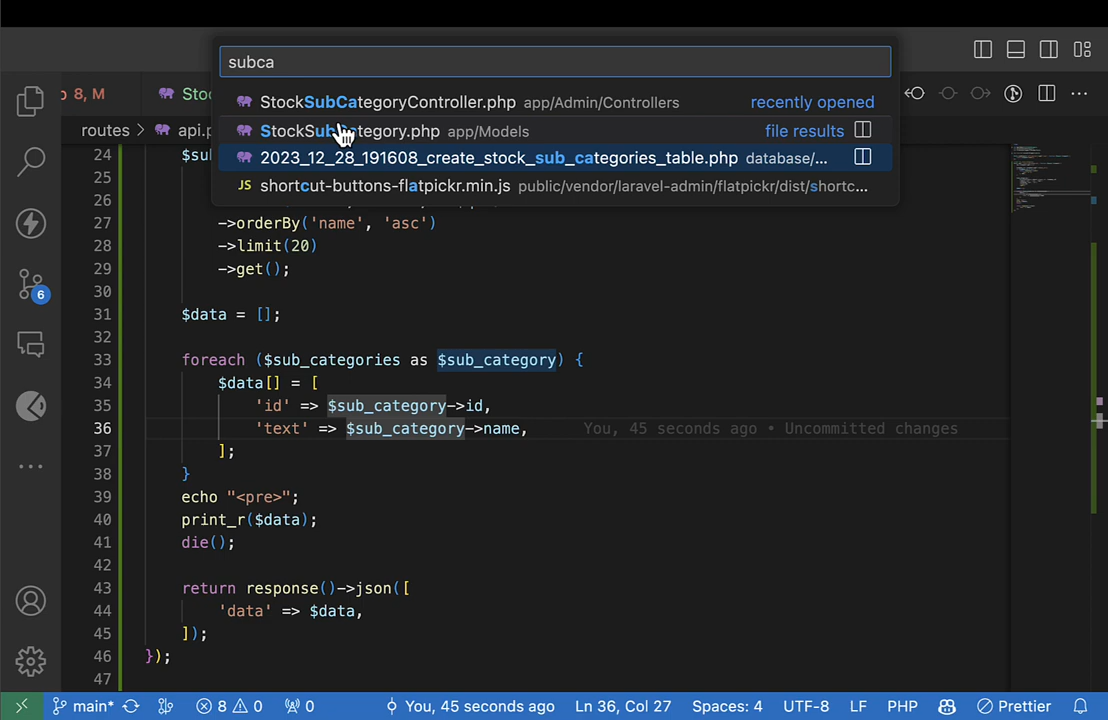 subca
8, M
Stoc
StockSubCategoryController.php app/Admin/Controllers recently opened
StockSubCategory.php app/Models file results
2023_12_28_191608_create_stock_sub_categories_table.php database/...
JS shortcut-buttons-flatpickr.min.js public/vendor/laravel-admin/flatpickr/dist/shortc...
routes > api.p
24 $su
25
26
27 ->orderBy('name', 'asc')
28 ->limit(20)
29 ->get();
30
31 $data = [];
32
33 foreach ($sub_categories as $sub_category) {
34 $data[] = [
35 'id' => $sub_category->id,
36 'text' => $sub_category->name, You, 45 seconds ago • Uncommitted changes
37 ];
38 }
39 echo "<pre>";
40 print_r($data);
41 die();
42
43 return response()->json([
44 'data' => $data,
45 ]);
46 });
47
6
main* 8 0 0 You, 45 seconds ago Ln 36, Col 27 Spaces: 4 UTF-8 LF PHP Prettier